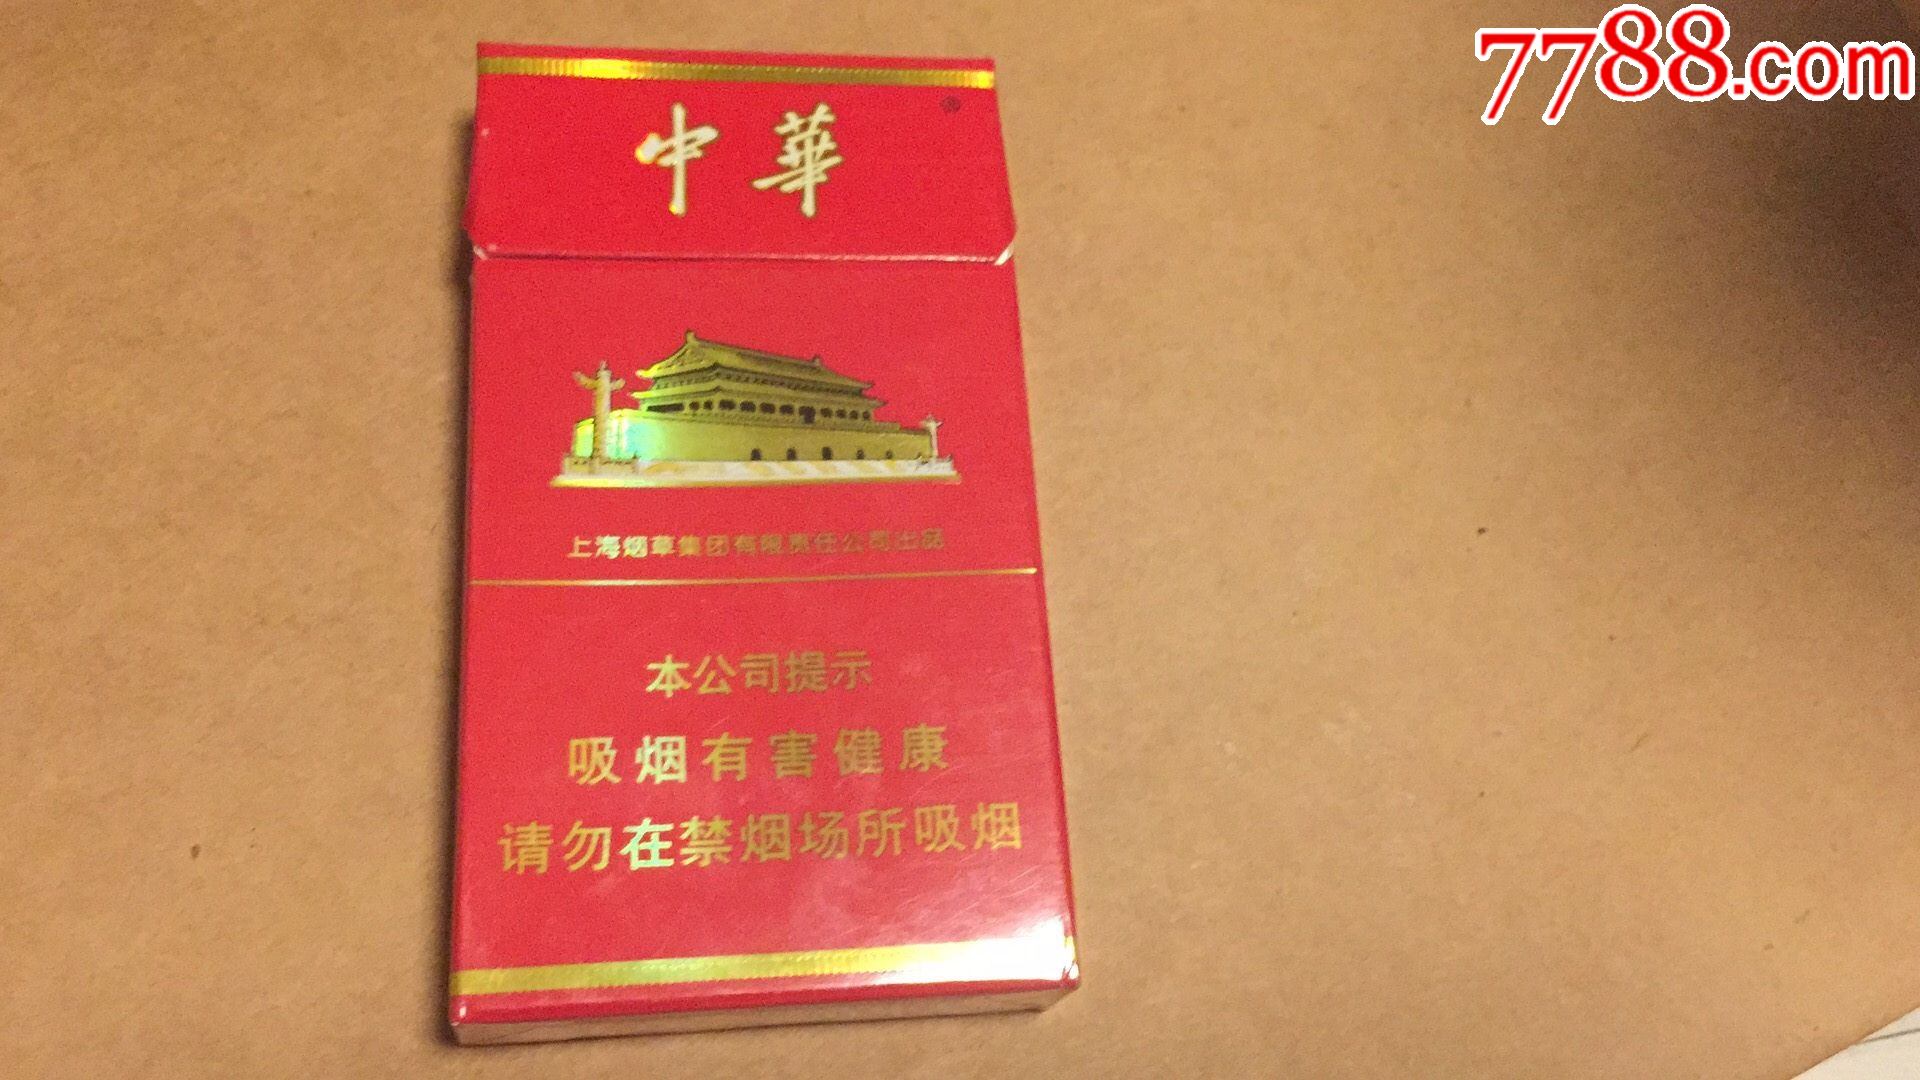 7788.com
中華
上海烟草集团有限责任公司出品
本公司提示
吸烟有害健康
请勿在禁烟场所吸烟